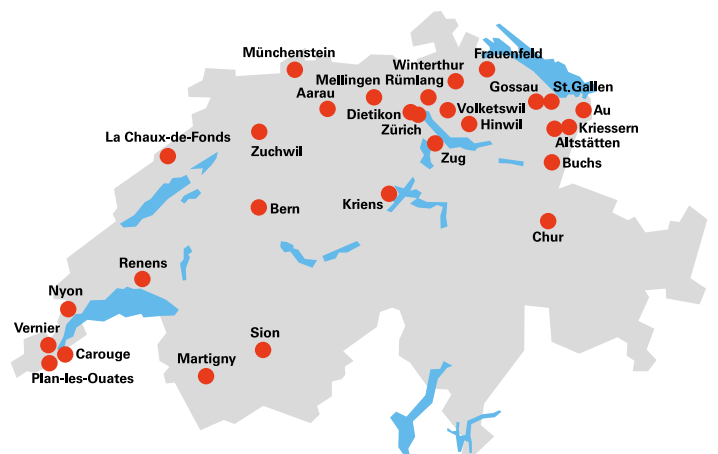 Münchenstein
Frauenfeld
Winterthur
Mellingen
Rümlang
Gossau
St.Gallen
Aarau
Dietikon
Volketswil
Au
Zürich
Hinwil
Kriessern
La Chaux-de-Fonds
Altstätten
Zuchwil
Zug
Buchs
Bern
Kriens
Chur
Renens
Nyon
Vernier
Sion
Carouge
Martigny
Plan-les-Ouates